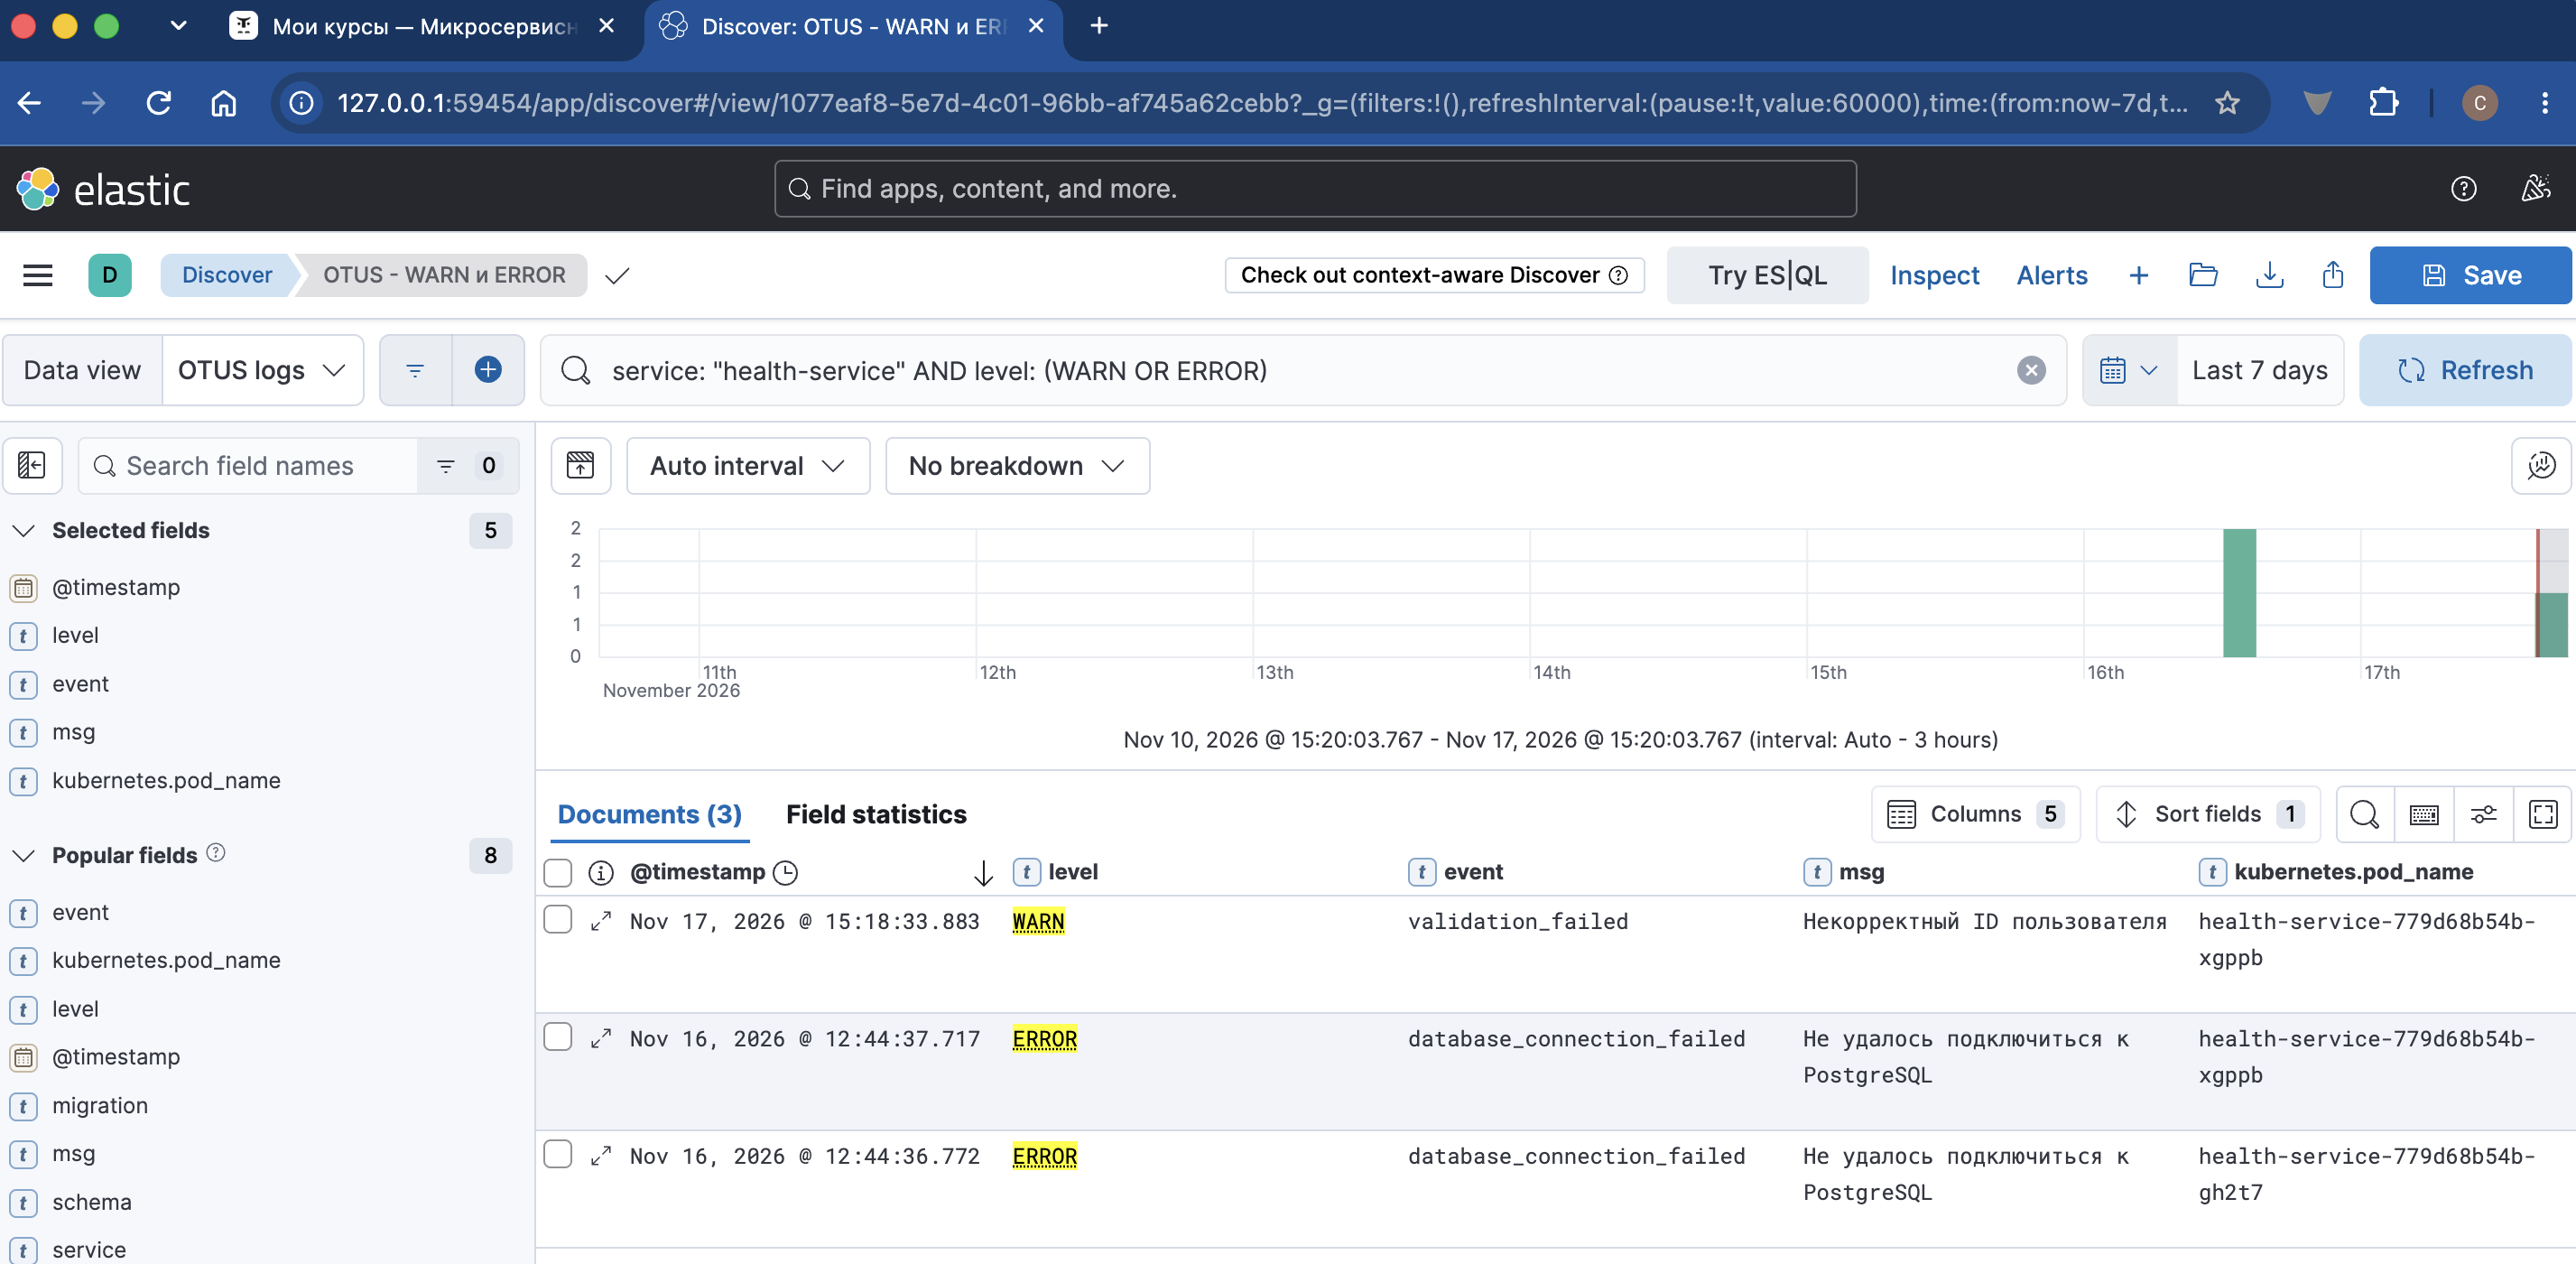 Мои курсы — Микросервисн
Discover: OTUS - WARN и ER
127.0.0.1:59454/app/discover#/view/1077eaf8-5e7d-4c01-96bb-af745a62cebb?_g=(filters:!(),refreshInterval:(pause:!t,value:60000),time:(from:now-7d,t...
C
elastic
Find apps, content, and more.
D
Discover
OTUS - WARN и ERROR
Check out context-aware Discover
Try ES|QL
Inspect
Alerts
Save
Data view
OTUS logs
service: "health-service" AND level: (WARN OR ERROR)
Last 7 days
Refresh
Search field names
0
Auto interval
No breakdown
Selected fields
5
@timestamp
t level
t event
t msg
t kubernetes.pod_name
Popular fields
8
t event
t kubernetes.pod_name
t level
@timestamp
t migration
t msg
t schema
t service
2
2
1
1
0
11th
12th
13th
14th
15th
16th
17th
November 2026
Nov 10, 2026 @ 15:20:03.767 - Nov 17, 2026 @ 15:20:03.767 (interval: Auto - 3 hours)
Documents (3)
Field statistics
Columns 5
Sort fields 1
@timestamp
t level
t event
t msg
t kubernetes.pod_name
Nov 17, 2026 @ 15:18:33.883
WARN
validation_failed
Некорректный ID пользователя
health-service-779d68b54b-
xgppb
Nov 16, 2026 @ 12:44:37.717
ERROR
database_connection_failed
Не удалось подключиться к
PostgreSQL
health-service-779d68b54b-
xgppb
Nov 16, 2026 @ 12:44:36.772
ERROR
database_connection_failed
Не удалось подключиться к
PostgreSQL
health-service-779d68b54b-
gh2t7